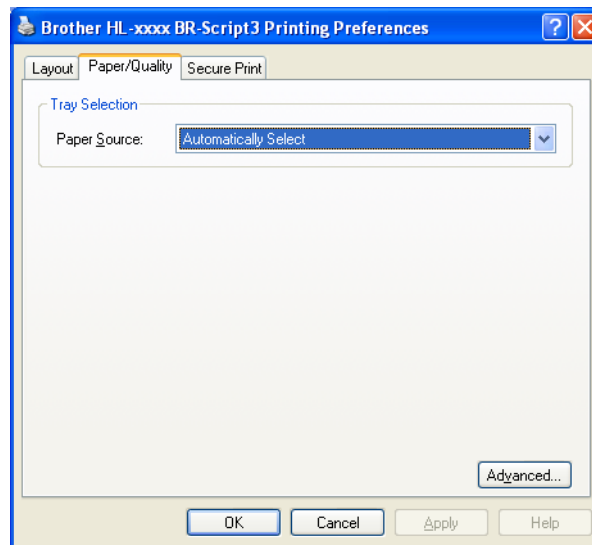 Brother HL-xxxx BR-Script3 Printing Preferences
Layout Paper/Quality Secure Print
Tray Selection
Paper Source: Automatically Select
Advanced...
OK Cancel Apply Help